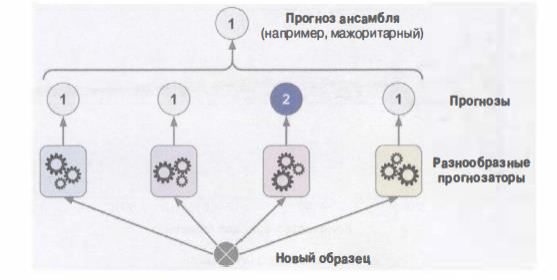 1
Прогноз ансамбля
(например, мажоритарный)
1
1
2
1
Прогнозы
Разнообразные
прогнозаторы
Новый образец